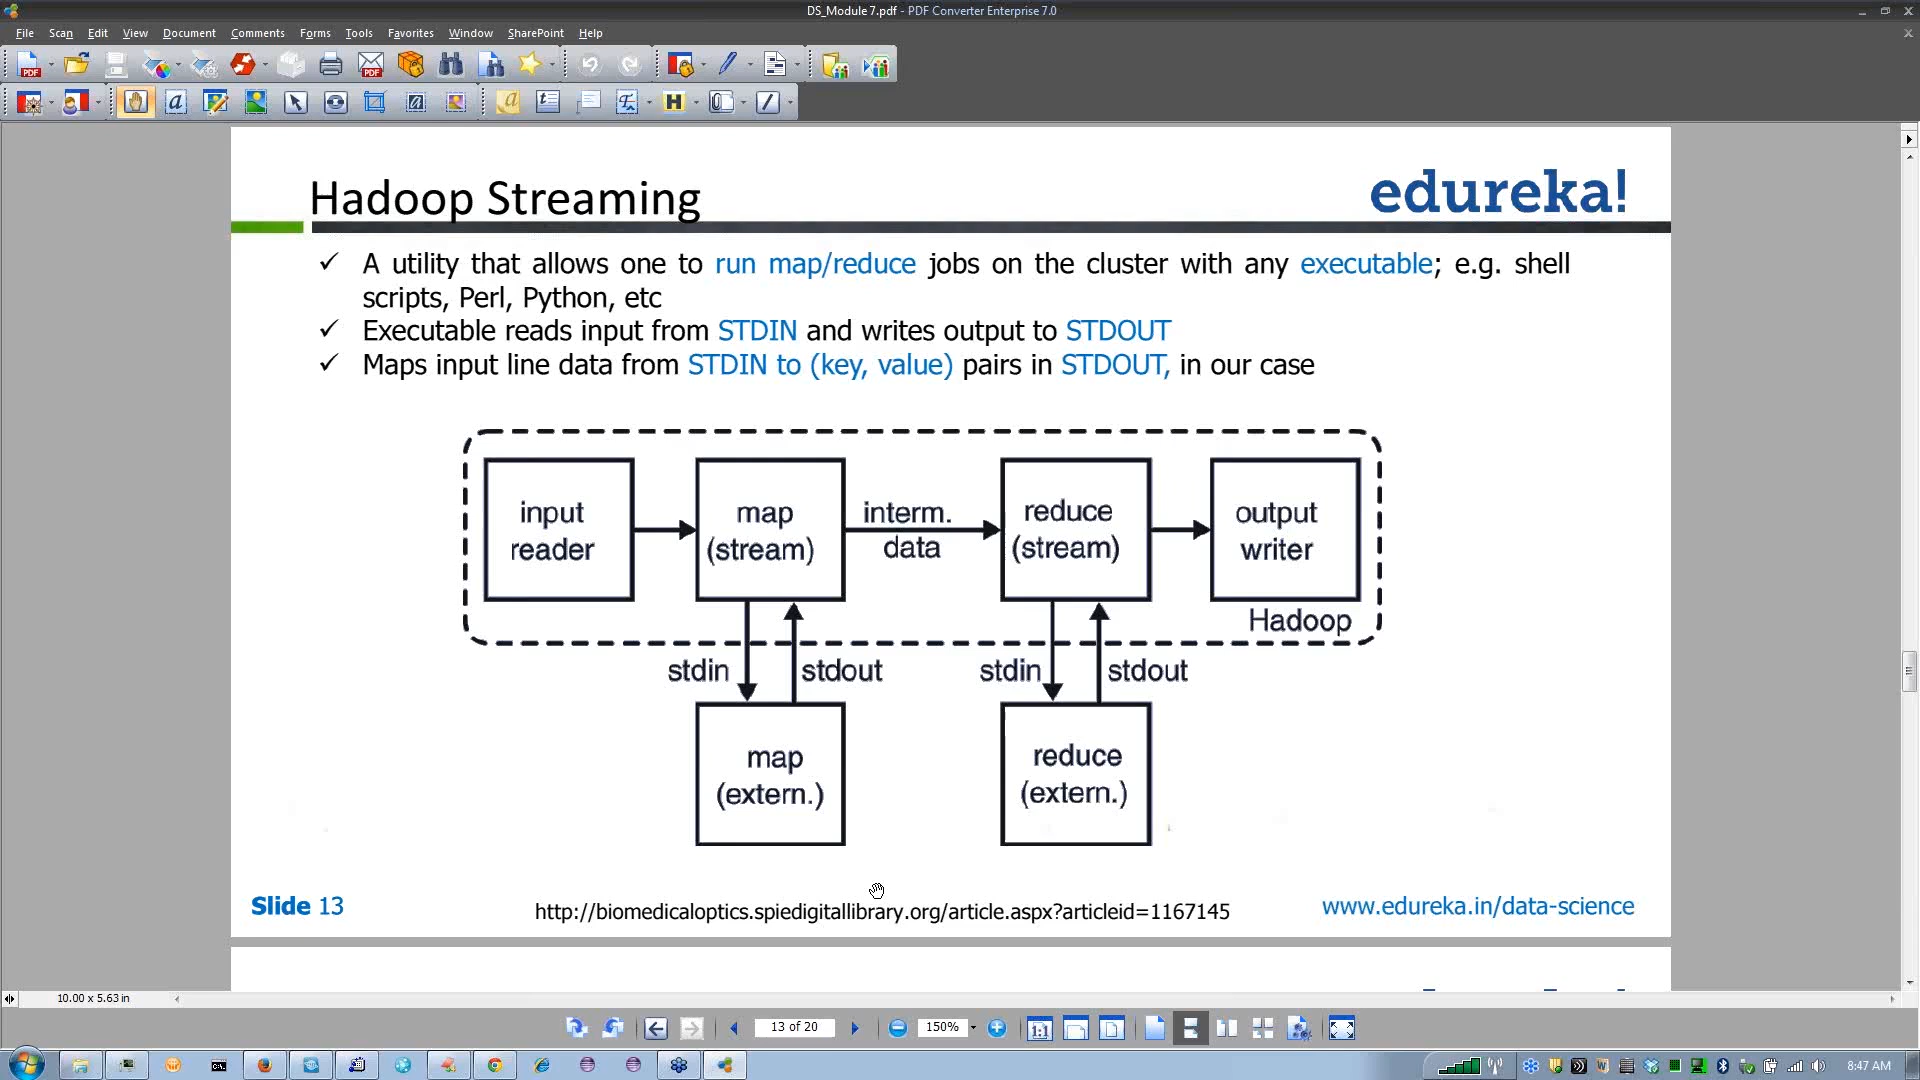 DS_Module 7.pdf - PDF Converter Enterprise 7.0
File Scan Edit View Document Comments Forms Tools Favorites Window SharePoint Help
Hadoop Streaming
edureka!
✓ A utility that allows one to run map/reduce jobs on the cluster with any executable; e.g. shell
scripts, Perl, Python, etc
✓ Executable reads input from STDIN and writes output to STDOUT
✓ Maps input line data from STDIN to (key, value) pairs in STDOUT, in our case
input
reader
map
(stream)
interm.
data
reduce
(stream)
output
writer
Hadoop
stdin
stdout
stdin
stdout
map
(extern.)
reduce
(extern.)
Slide 13
http://biomedicaloptics.spiedigitallibrary.org/article.aspx?articleid=1167145
www.edureka.in/data-science
10.00 x 5.63 in
13 of 20
150%
8:47 AM